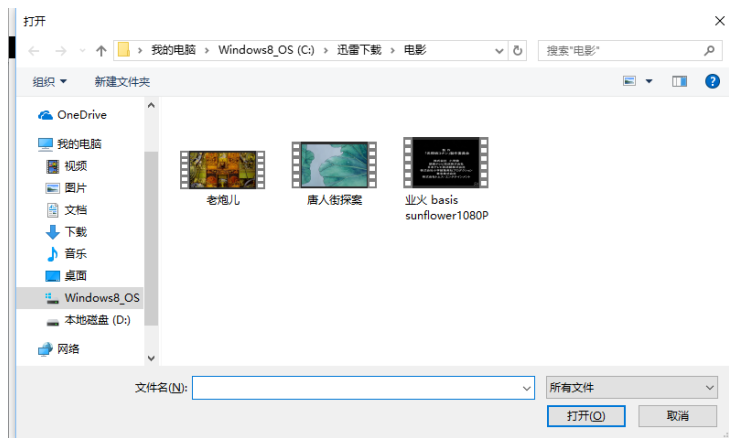 打开
我的电脑 › Windows8_OS (C:) › 迅雷下载 › 电影
搜索"电影"
组织
新建文件夹
OneDrive
我的电脑
视频
图片
文档
下载
音乐
桌面
Windows8_OS
本地磁盘 (D:)
网络
老炮儿
唐人街探案
业火 basis
sunflower1080P
文件名(N):
所有文件
打开(O)
取消